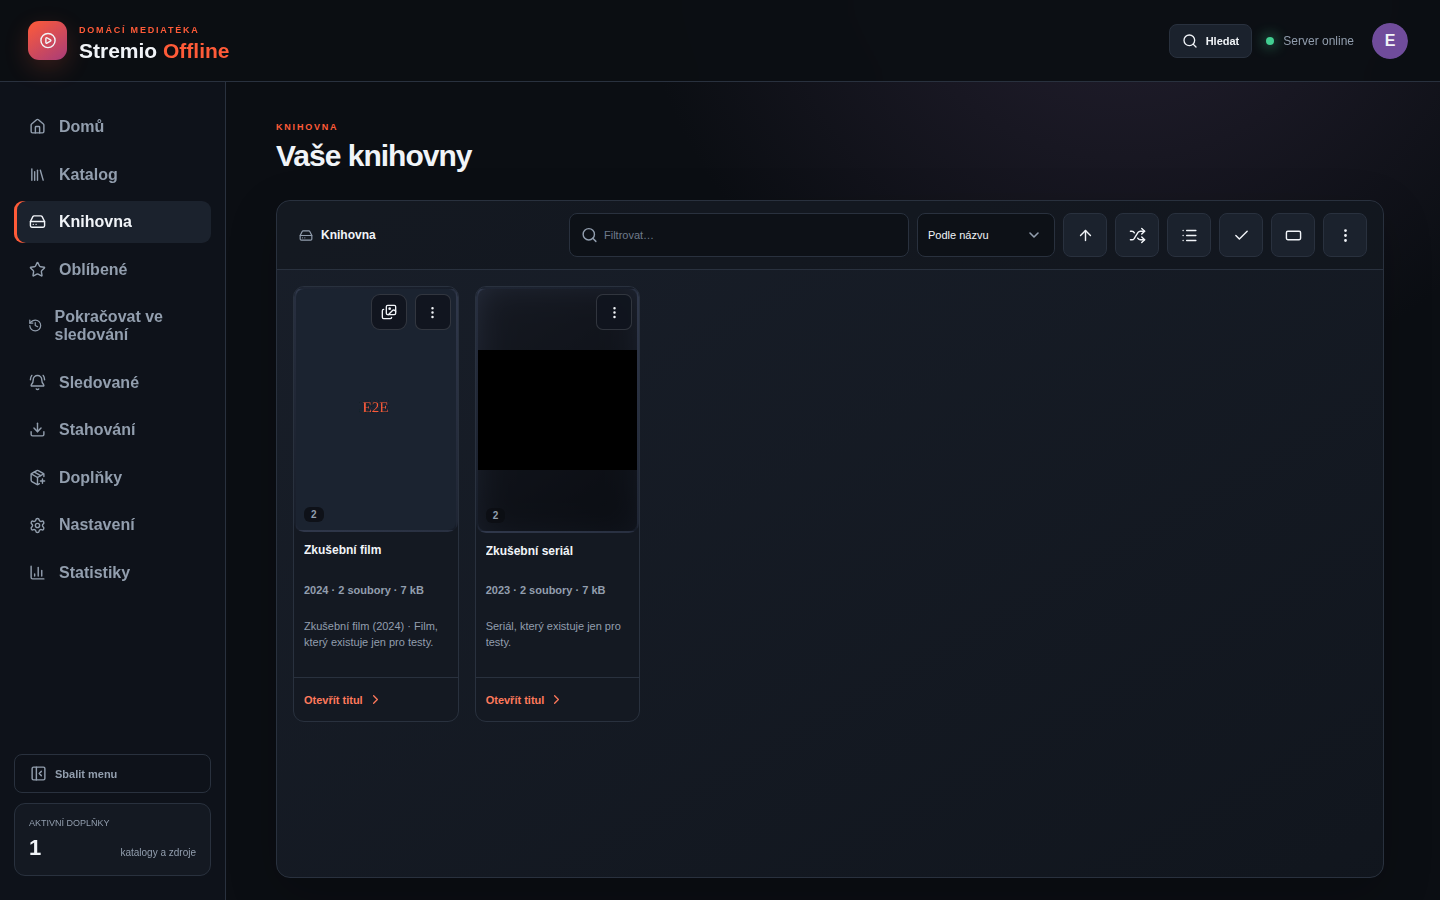 DOMÁCÍ MEDIATÉKA
Stremio Offline
Hledat
Server online
E
Domů
Katalog
Knihovna
Oblíbené
Pokračovat ve
sledování
Sledované
Stahování
Doplňky
Nastavení
Statistiky
Sbalit menu
AKTIVNÍ DOPLŇKY
1
katalogy a zdroje
KNIHOVNA
Vaše knihovny
Knihovna
Filtrovat…
Podle názvu
E2E
2
Zkušební film
2024 · 2 soubory · 7 kB
Zkušební film (2024) · Film,
který existuje jen pro testy.
Otevřít titul
2
Zkušební seriál
2023 · 2 soubory · 7 kB
Seriál, který existuje jen pro
testy.
Otevřít titul